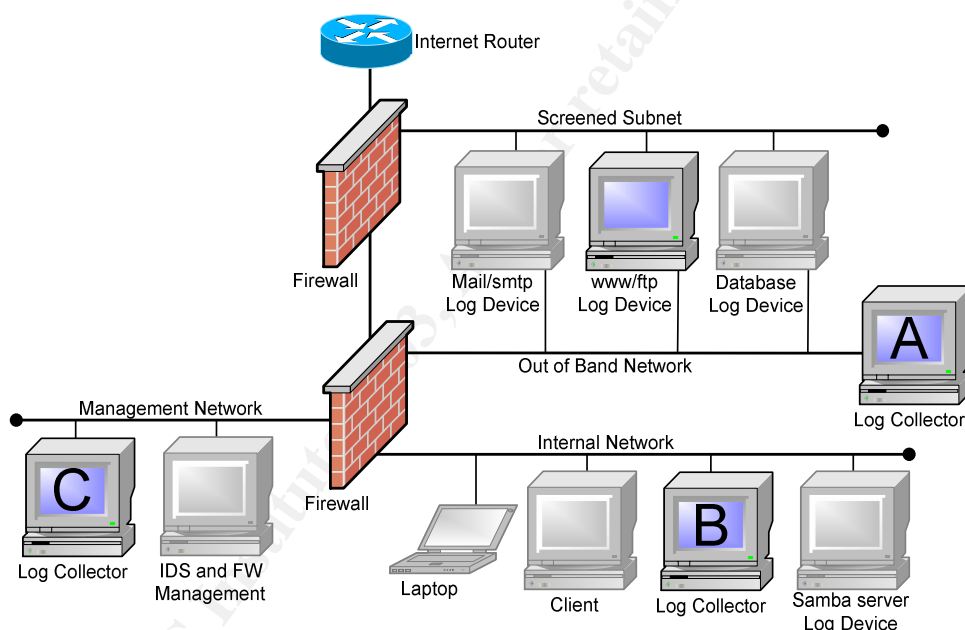 Internet Router
Screened Subnet
Firewall
Mail/smtp
Log Device
www/ftp
Log Device
Database
Log Device
A
Out of Band Network
Log Collector
Management Network
Internal Network
C
Firewall
B
Log Collector
IDS and FW
Management
Laptop
Client
Log Collector
Samba server
Log Device